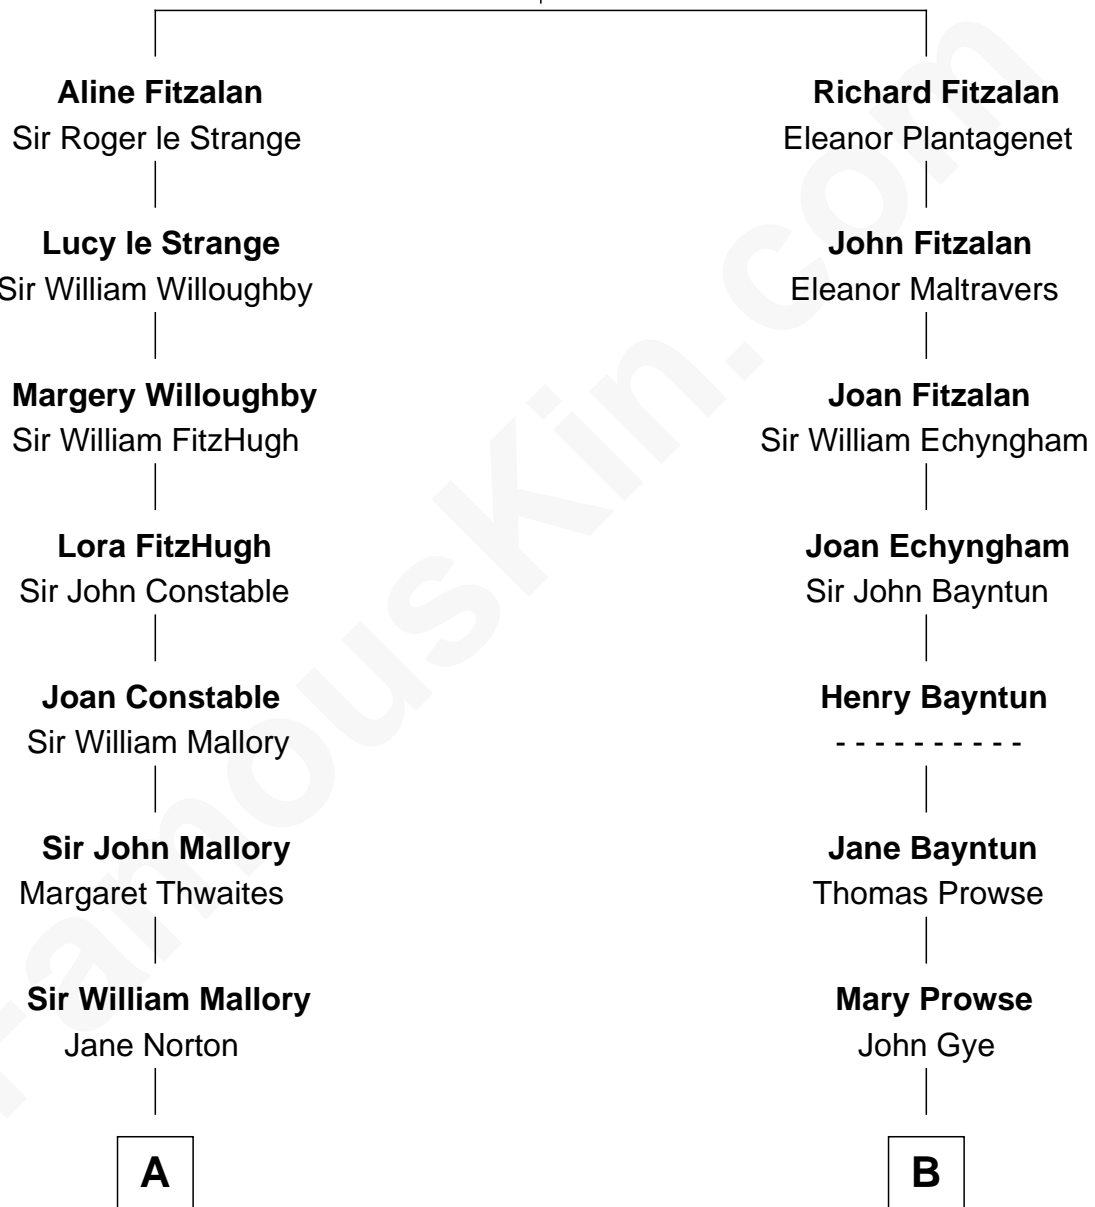 Aline Fitzalan
Sir Roger le Strange
Lucy le Strange
Sir William Willoughby
Margery Willoughby
Sir William FitzHugh
Lora FitzHugh
Sir John Constable
Joan Constable
Sir William Mallory
Sir John Mallory
Margaret Thwaites
Sir William Mallory
Jane Norton
A
Richard Fitzalan
Eleanor Plantagenet
John Fitzalan
Eleanor Maltravers
Joan Fitzalan
Sir William Echyngham
Joan Echyngham
Sir John Bayntun
Henry Bayntun
- - - - - - - - - -
Jane Bayntun
Thomas Prowse
Mary Prowse
John Gye
B
FamousKin.com